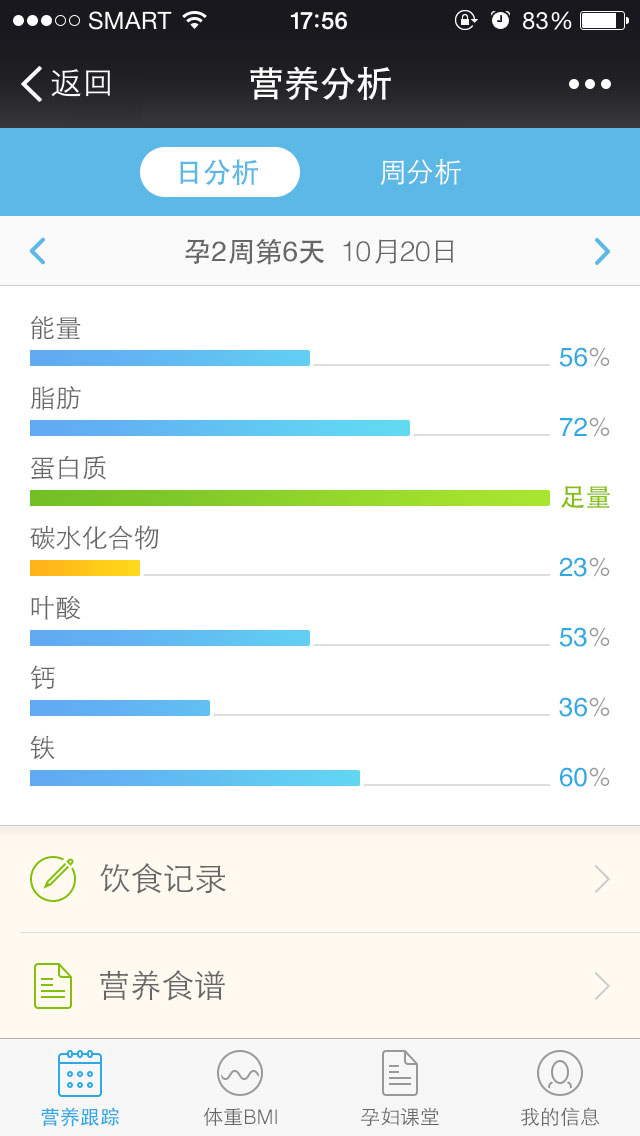 SMART 17:56 83%
返回 营养分析
日分析 周分析
孕2周第6天 10月20日
能量
56%
脂肪
72%
蛋白质
足量
碳水化合物
23%
叶酸
53%
钙
36%
铁
60%
饮食记录
营养食谱
营养跟踪 体重BMI 孕妇课堂 我的信息